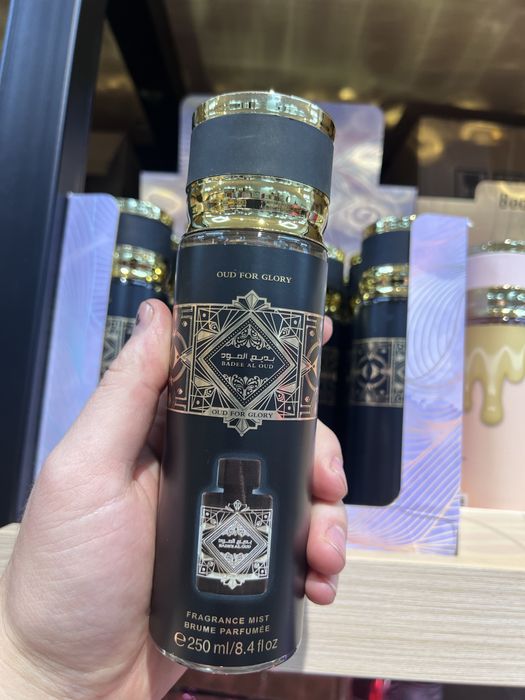 OUD FOR GLORY
بديع العود
BADEE AL OUD
OUD FOR GLORY
بديع العود
BADEE AL OUD
FRAGRANCE MIST
BRUME PARFUMÉE
e 250 ml/8.4 fl oz